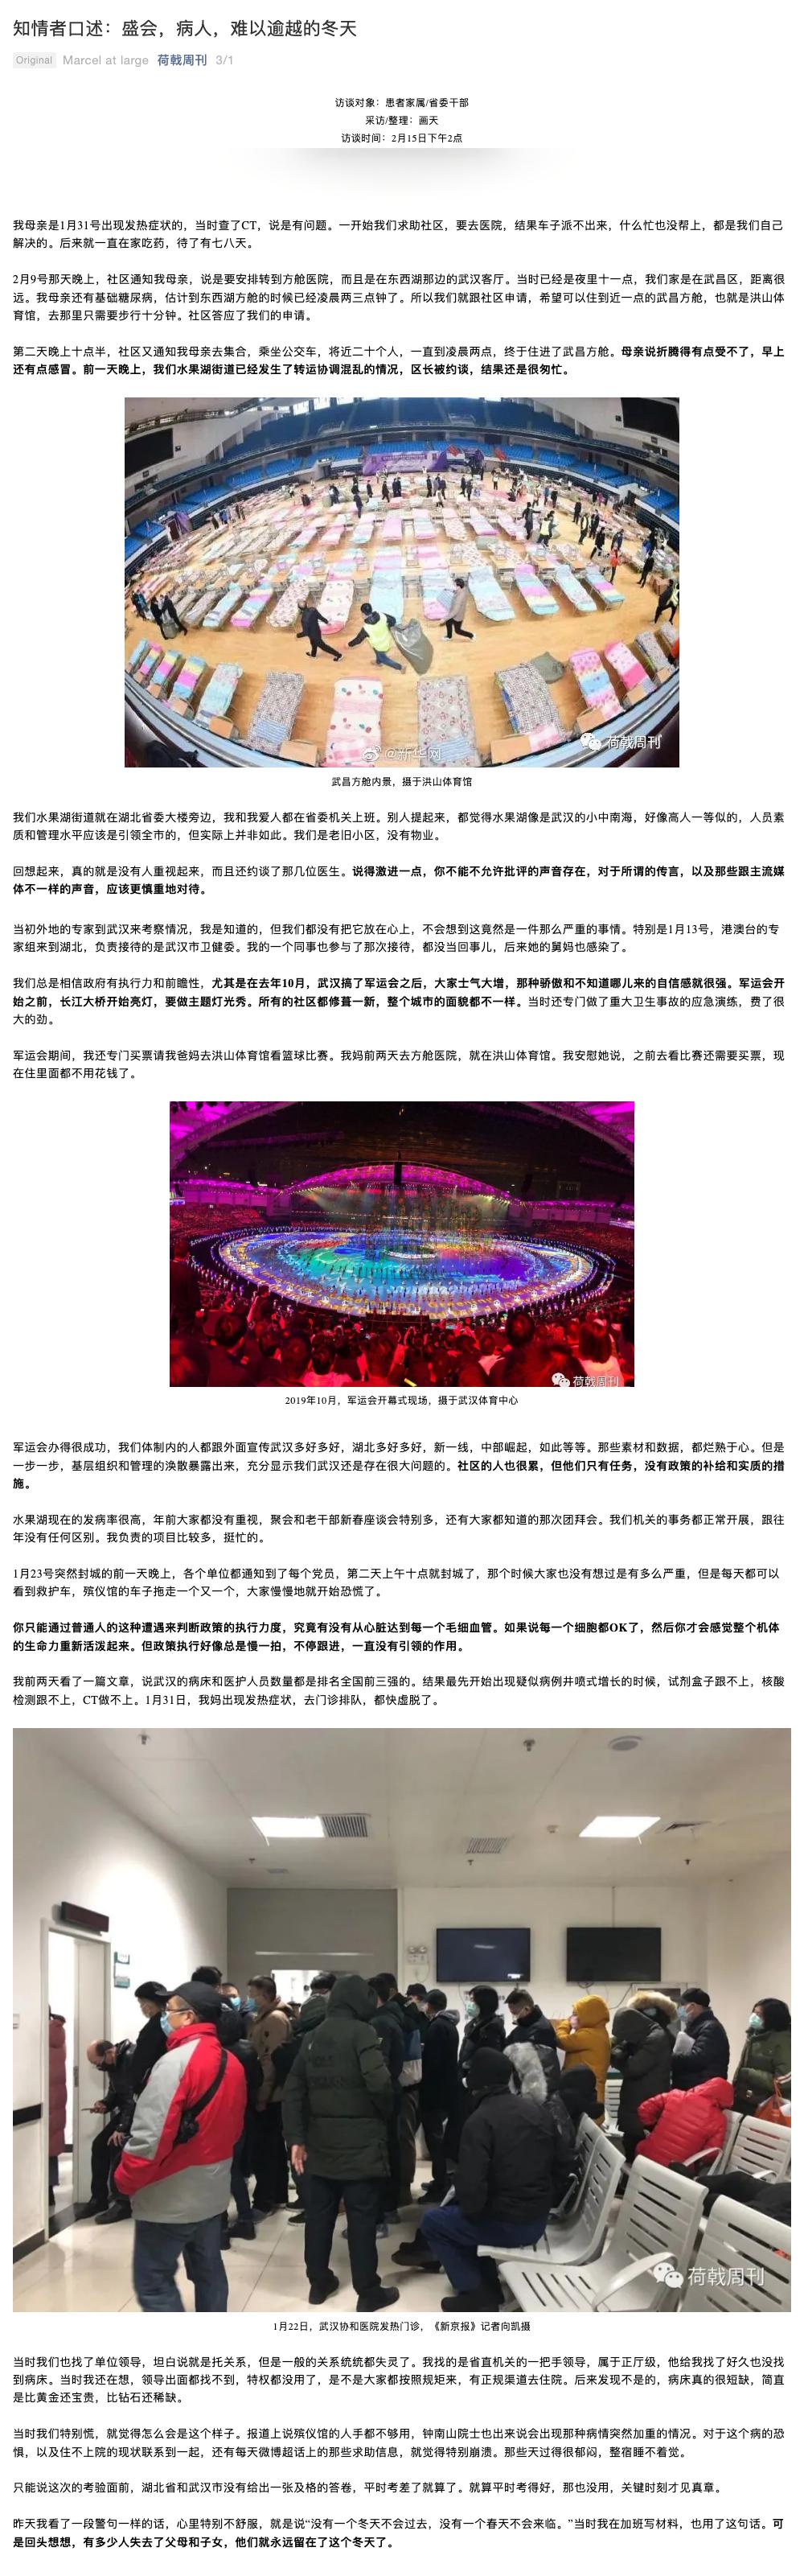 知情者口述：盛会，病人，难以逾越的冬天
Original Marcel at large 荷戟周刊 3/1
访谈对象：患者家属/省委干部
采访/整理：画天
访谈时间：2月15日下午2点
我母亲是1月31号出现发热症状的，当时查了CT，说是有问题。一开始我们求助社区，要去医院，结果车子派不出来，什么忙也没帮上，都是我们自己
解决的。后来就一直在家吃药，待了有七八天。
2月9号那天晚上，社区通知我母亲，说是要安排转到方舱医院，而且是在东西湖那边的武汉客厅。当时已经是夜里十一点，我们家是在武昌区，距离很
远。我母亲还有基础糖尿病，估计到东西湖方舱的时候已经凌晨两三点钟了。所以我们就跟社区申请，希望可以住到近一点的武昌方舱，也就是洪山体
育馆，去那里只需要步行十分钟。社区答应了我们的申请。
第二天晚上十点半，社区又通知我母亲去集合，乘坐公交车，将近二十个人，一直到凌晨两点，终于住进了武昌方舱。母亲说折腾得有点受不了，早上
还有点感冒。前一天晚上，我们水果湖街道已经发生了转运协调混乱的情况，区长被约谈，结果还是很匆忙。
@新华网
荷戟周刊
武昌方舱内景，摄于洪山体育馆
我们水果湖街道就在湖北省委大楼旁边，我和我爱人都在省委机关上班。别人提起来，都觉得水果湖像是武汉的小中南海，好像高人一等似的，人员素
质和管理水平应该是引领全市的，但实际上并非如此。我们是老旧小区，没有物业。
回想起来，真的就是没有人重视起来，而且还约谈了那几位医生。说得激进一点，你不能不允许批评的声音存在，对于所谓的传言，以及那些跟主流媒
体不一样的声音，应该更慎重地对待。
当初外地的专家到武汉来考察情况，我是知道的，但我们都没有把它放在心上，不会想到这竟然是一件那么严重的事情。特别是1月13号，港澳台的专
家组来到湖北，负责接待的是武汉市卫健委。我的一个同事也参与了那次接待，都没当回事儿，后来她的舅妈也感染了。
我们总是相信政府有执行力和前瞻性，尤其是在去年10月，武汉搞了军运会之后，大家士气大增，那种骄傲和不知道哪儿来的自信感就很强。军运会开
始之前，长江大桥开始亮灯，要做主题灯光秀。所有的社区都修葺一新，整个城市的面貌都不一样。当时还专门做了重大卫生事故的应急演练，费了很
大的劲。
军运会期间，我还专门买票请我爸妈去洪山体育馆看篮球比赛。我妈前两天去方舱医院，就在洪山体育馆。我安慰她说，之前去看比赛还需要买票，现
在住里面都不用花钱了。
荷戟周刊
2019年10月，军运会开幕式现场，摄于武汉体育中心
军运会办得很成功，我们体制内的人都跟外面宣传武汉多好多好，湖北多好多好，新一线，中部崛起，如此等等。那些素材和数据，都烂熟于心。但是
一步一步，基层组织和管理的涣散暴露出来，充分显示我们武汉还是存在很大问题的。社区的人也很累，但他们只有任务，没有政策的补给和实质的措
施。
水果湖现在的发病率很高，年前大家都没有重视，聚会和老干部新春座谈会特别多，还有大家都知道的那次团拜会。我们机关的事务都正常开展，跟往
年没有任何区别。我负责的项目比较多，挺忙的。
1月23号突然封城的前一天晚上，各个单位都通知到了每个党员，第二天上午十点就封城了，那个时候大家也没有想过是有多么严重，但是每天都可以
看到救护车，殡仪馆的车子拖走一个又一个，大家慢慢地就开始恐慌了。
你只能通过普通人的这种遭遇来判断政策的执行力度，究竟有没有从心脏达到每一个毛细血管。如果说每一个细胞都OK了，然后你才会感觉整个机体
的生命力重新活泼起来。但政策执行好像总是慢一拍，不停跟进，一直没有引领的作用。
我前两天看了一篇文章，说武汉的病床和医护人员数量都是排名全国前三强的。结果最先开始出现疑似病例井喷式增长的时候，试剂盒子跟不上，核酸
检测跟不上，CT做不上。1月31日，我妈出现发热症状，去门诊排队，都快虚脱了。
荷戟周刊
1月22日，武汉协和医院发热门诊，《新京报》记者向凯摄
当时我们也找了单位领导，坦白说就是托关系，但是一般的关系统统都失灵了。我找的是省直机关的一把手领导，属于正厅级，他给我找了好久也没找
到病床。当时我还在想，领导出面都找不到，特权都没用了，是不是大家都按照规矩来，有正规渠道去住院。后来发现不是的，病床真的很短缺，简直
是比黄金还宝贵，比钻石还稀缺。
当时我们特别慌，就觉得怎么会是这个样子。报道上说殡仪馆的人手都不够用，钟南山院士也出来说会出现那种病情突然加重的情况。对于这个病的恐
惧，以及住不上院的现状联系到一起，还有每天微博超话上的那些求助信息，就觉得特别崩溃。那些天过得很郁闷，整宿睡不着觉。
只能说这次的考验面前，湖北省和武汉市没有给出一张及格的答卷，平时考差了就算了。就算平时考得好，那也没用，关键时刻才见真章。
昨天我看了一段警句一样的话，心里特别不舒服，就是说“没有一个冬天不会过去，没有一个春天不会来临。”当时我在加班写材料，也用了这句话。可
是回头想想，有多少人失去了父母和子女，他们就永远留在了这个冬天了。